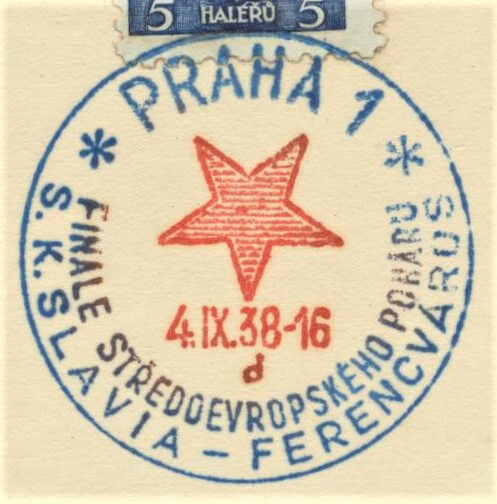 5 HALÉŘŮ 5
* PRAHA 1 *
FINALE STŘEDOEVROPSKÉHO POHÁRU
S.K.SLAVIA – FERENCVÁROS
4.IX.38-16
d